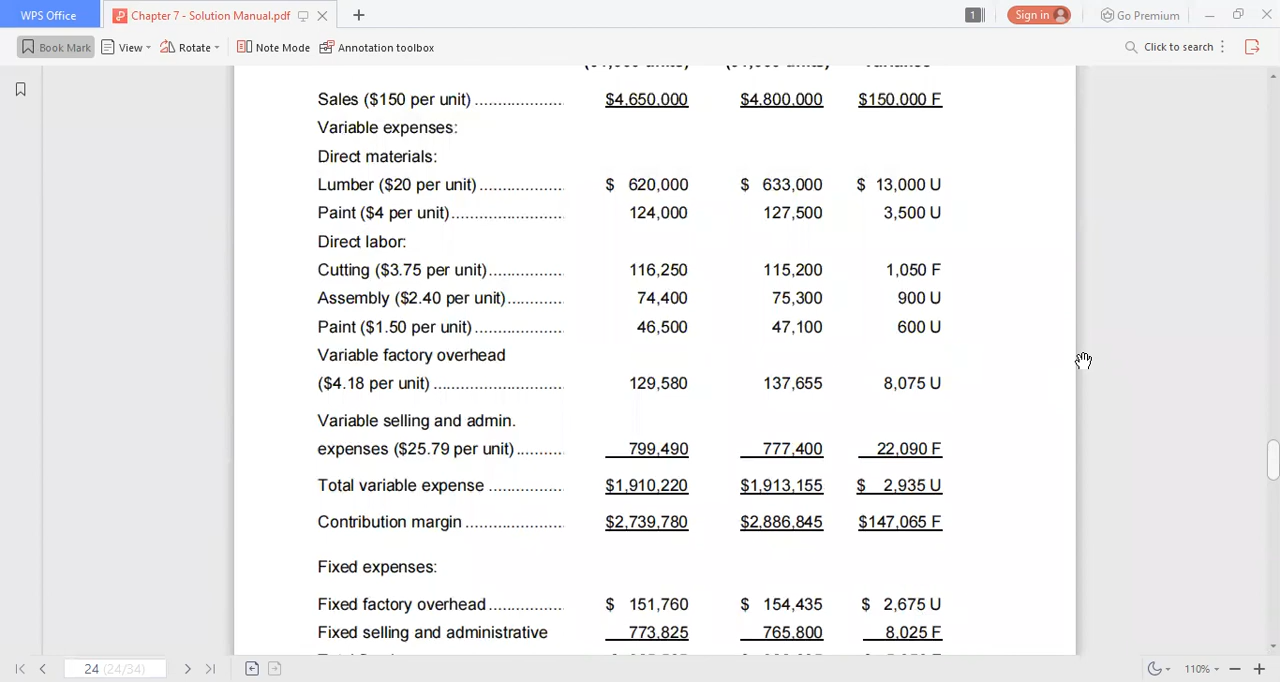 WPS Office Chapter 7 - Solution Manual.pdf 1 Sign in Go Premium
Book Mark View Rotate Note Mode Annotation toolbox Click to search
Sales ($150 per unit) .................... $4.650.000 $4.800.000 $150.000 F
Variable expenses:
Direct materials:
Lumber ($20 per unit) ................... $ 620,000 $ 633,000 $ 13,000 U
Paint ($4 per unit)......................... 124,000 127,500 3,500 U
Direct labor:
Cutting ($3.75 per unit)................. 116,250 115,200 1,050 F
Assembly ($2.40 per unit)............. 74,400 75,300 900 U
Paint ($1.50 per unit) .................... 46,500 47,100 600 U
Variable factory overhead
($4.18 per unit) ............................. 129,580 137,655 8,075 U
Variable selling and admin.
expenses ($25.79 per unit)........... 799,490 777,400 22,090 F
Total variable expense ................. $1,910,220 $1,913,155 $ 2,935 U
Contribution margin ...................... $2,739,780 $2,886,845 $147,065 F
Fixed expenses:
Fixed factory overhead................. $ 151,760 $ 154,435 $ 2,675 U
Fixed selling and administrative 773,825 765,800 8,025 F
24 (24/34) 110%